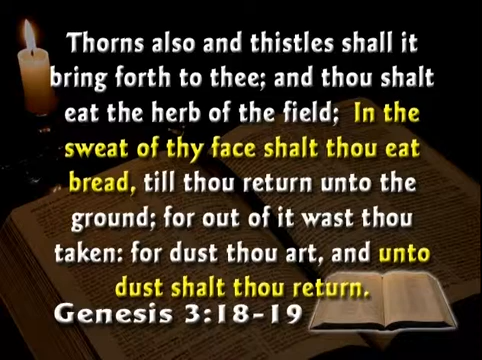 Thorns also and thistles shall it
bring forth to thee; and thou shalt
eat the herb of the field; In the
sweat of thy face shalt thou eat
bread, till thou return unto the
ground; for out of it wast thou
taken: for dust thou art, and unto
dust shalt thou return.
Genesis 3:18-19